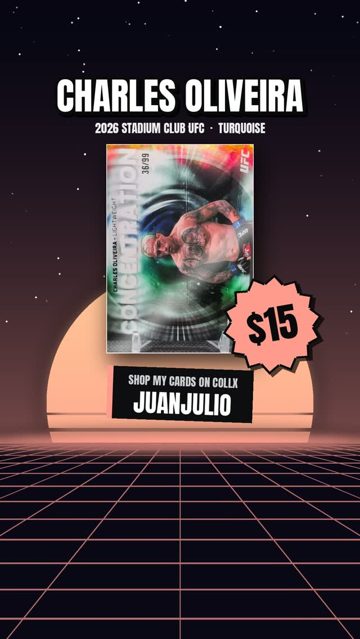 CHARLES OLIVEIRA
2026 STADIUM CLUB UFC · TURQUOISE
36/99
UFC
CONCENTRATION
CHARLES OLIVEIRA • LIGHTWEIGHT
$15
SHOP MY CARDS ON COLLX
JUANJULIO